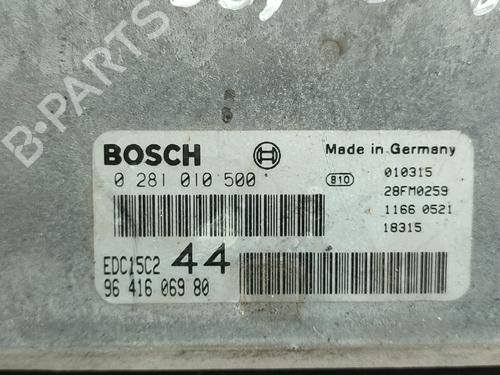 B-PARTS
BOSCH
Made in Germany
0 281 010 500
810
010315
28FM0259
1166 0521
18315
EDC15C2 44
96 416 069 80